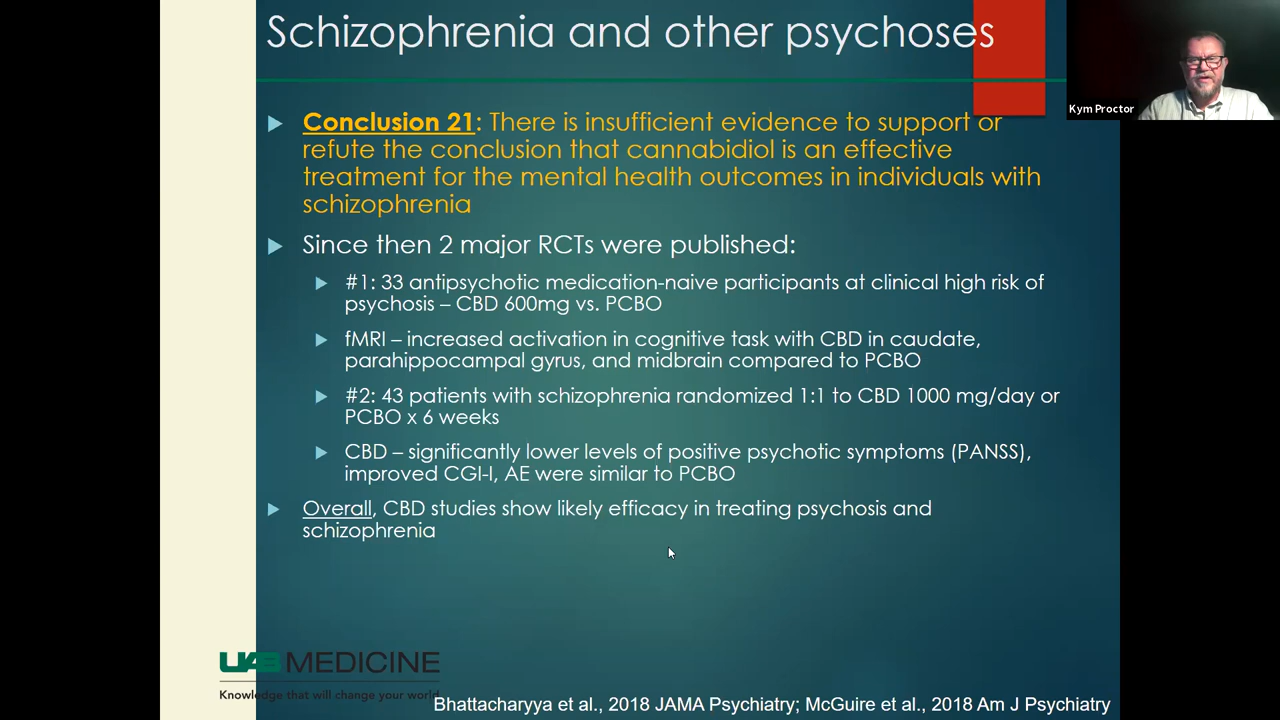 Schizophrenia and other psychoses
Kym Proctor
Conclusion 21: There is insufficient evidence to support or
refute the conclusion that cannabidiol is an effective
treatment for the mental health outcomes in individuals with
schizophrenia
Since then 2 major RCTs were published:
#1: 33 antipsychotic medication-naive participants at clinical high risk of
psychosis – CBD 600mg vs. PCBO
fMRI – increased activation in cognitive task with CBD in caudate,
parahippocampal gyrus, and midbrain compared to PCBO
#2: 43 patients with schizophrenia randomized 1:1 to CBD 1000 mg/day or
PCBO x 6 weeks
CBD – significantly lower levels of positive psychotic symptoms (PANSS),
improved CGI-I, AE were similar to PCBO
Overall, CBD studies show likely efficacy in treating psychosis and
schizophrenia
UAB MEDICINE
Knowledge that will change your world
Bhattacharyya et al., 2018 JAMA Psychiatry; McGuire et al., 2018 Am J Psychiatry